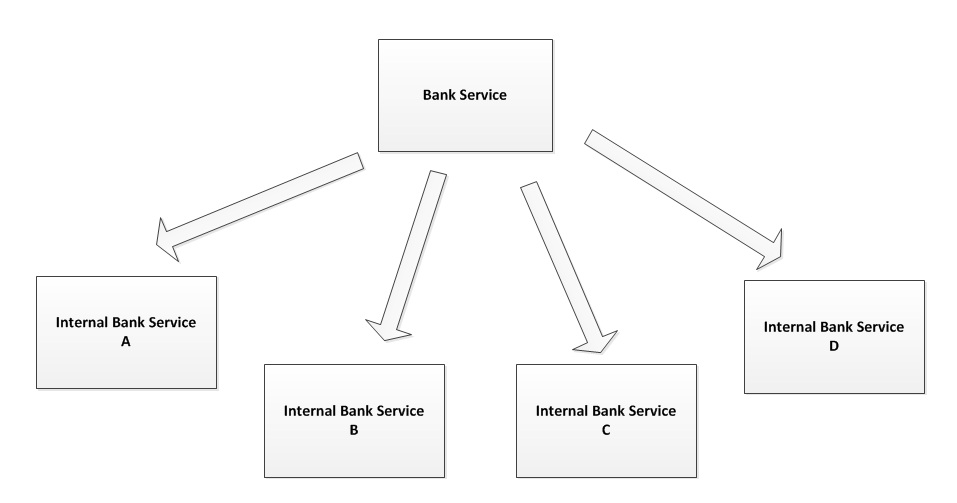 Bank Service
Internal Bank Service
A
Internal Bank Service
B
Internal Bank Service
C
Internal Bank Service
D